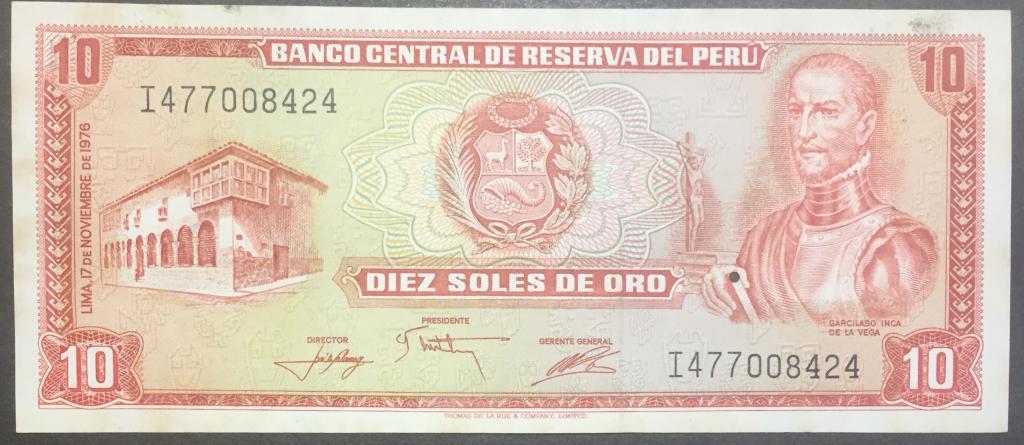 10
BANCO CENTRAL DE RESERVA DEL PERÚ
10
I477008424
LIMA, 17 DE NOVIEMBRE DE 1976
DIEZ SOLES DE ORO
GARCILASO INCA
DE LA VEGA
PRESIDENTE
DIRECTOR
GERENTE GENERAL
I477008424
10
10
THOMAS DE LA RUE & COMPANY, LIMITED.